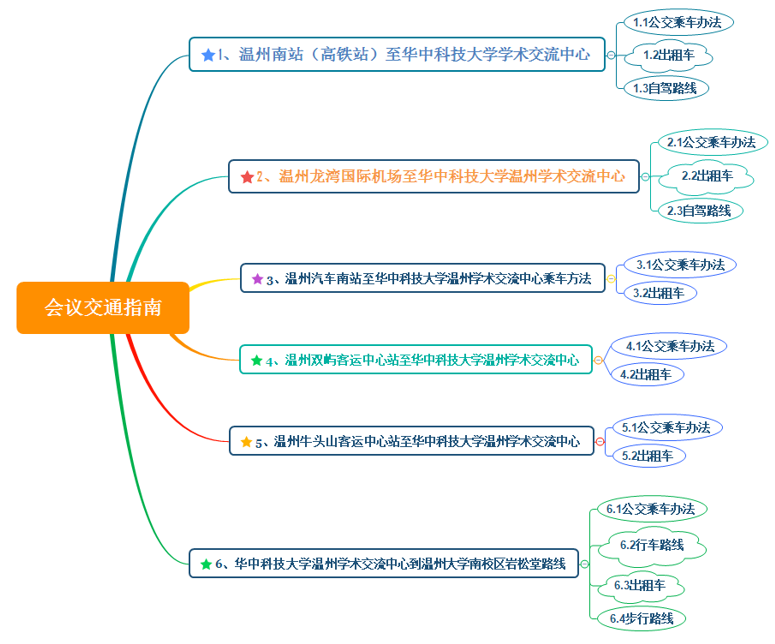 会议交通指南
1、温州南站（高铁站）至华中科技大学学术交流中心
1.1公交乘车办法
1.2出租车
1.3自驾路线
2、温州龙湾国际机场至华中科技大学温州学术交流中心
2.1公交乘车办法
2.2出租车
2.3自驾路线
3、温州汽车南站至华中科技大学温州学术交流中心乘车方法
3.1公交乘车办法
3.2出租车
4、温州双屿客运中心站至华中科技大学温州学术交流中心
4.1公交乘车办法
4.2出租车
5、温州牛头山客运中心站至华中科技大学温州学术交流中心
5.1公交乘车办法
5.2出租车
6、华中科技大学温州学术交流中心到温州大学南校区岩松堂路线
6.1公交乘车办法
6.2行车路线
6.3出租车
6.4步行路线